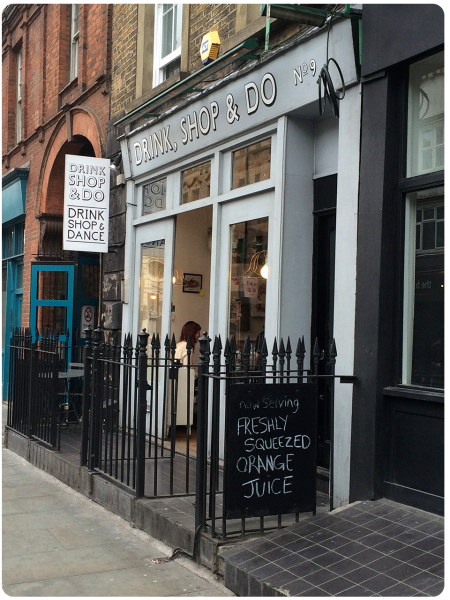 DRINK, SHOP & DO Nº9
DRINK
SHOP
& DO
DRINK
SHOP &
DANCE
now serving
FRESHLY
SQUEEZED
ORANGE
JUICE